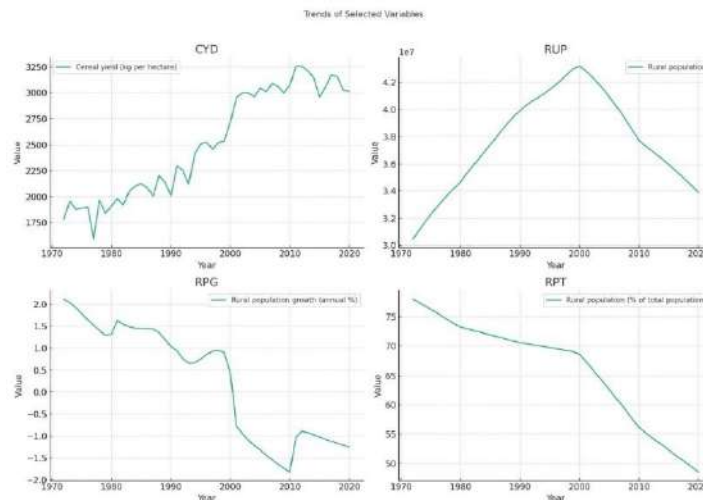 Trends of Selected Variables
CYD
Cereal yield (kg per hectare)
3250
3000
2750
2500
2250
2000
1750
Value
1970 1980 1990 2000 2010 2020
Year
RUP
1e7
Rural population
4.2
4.0
3.8
3.6
3.4
3.2
3.0
Value
1970 1980 1990 2000 2010 2020
Year
RPG
Rural population growth (annual %)
2.0
1.5
1.0
0.5
0.0
−0.5
−1.0
−1.5
−2.0
Value
1970 1980 1990 2000 2010 2020
Year
RPT
Rural population (% of total population
75
70
65
60
55
50
Value
1970 1980 1990 2000 2010 2020
Year